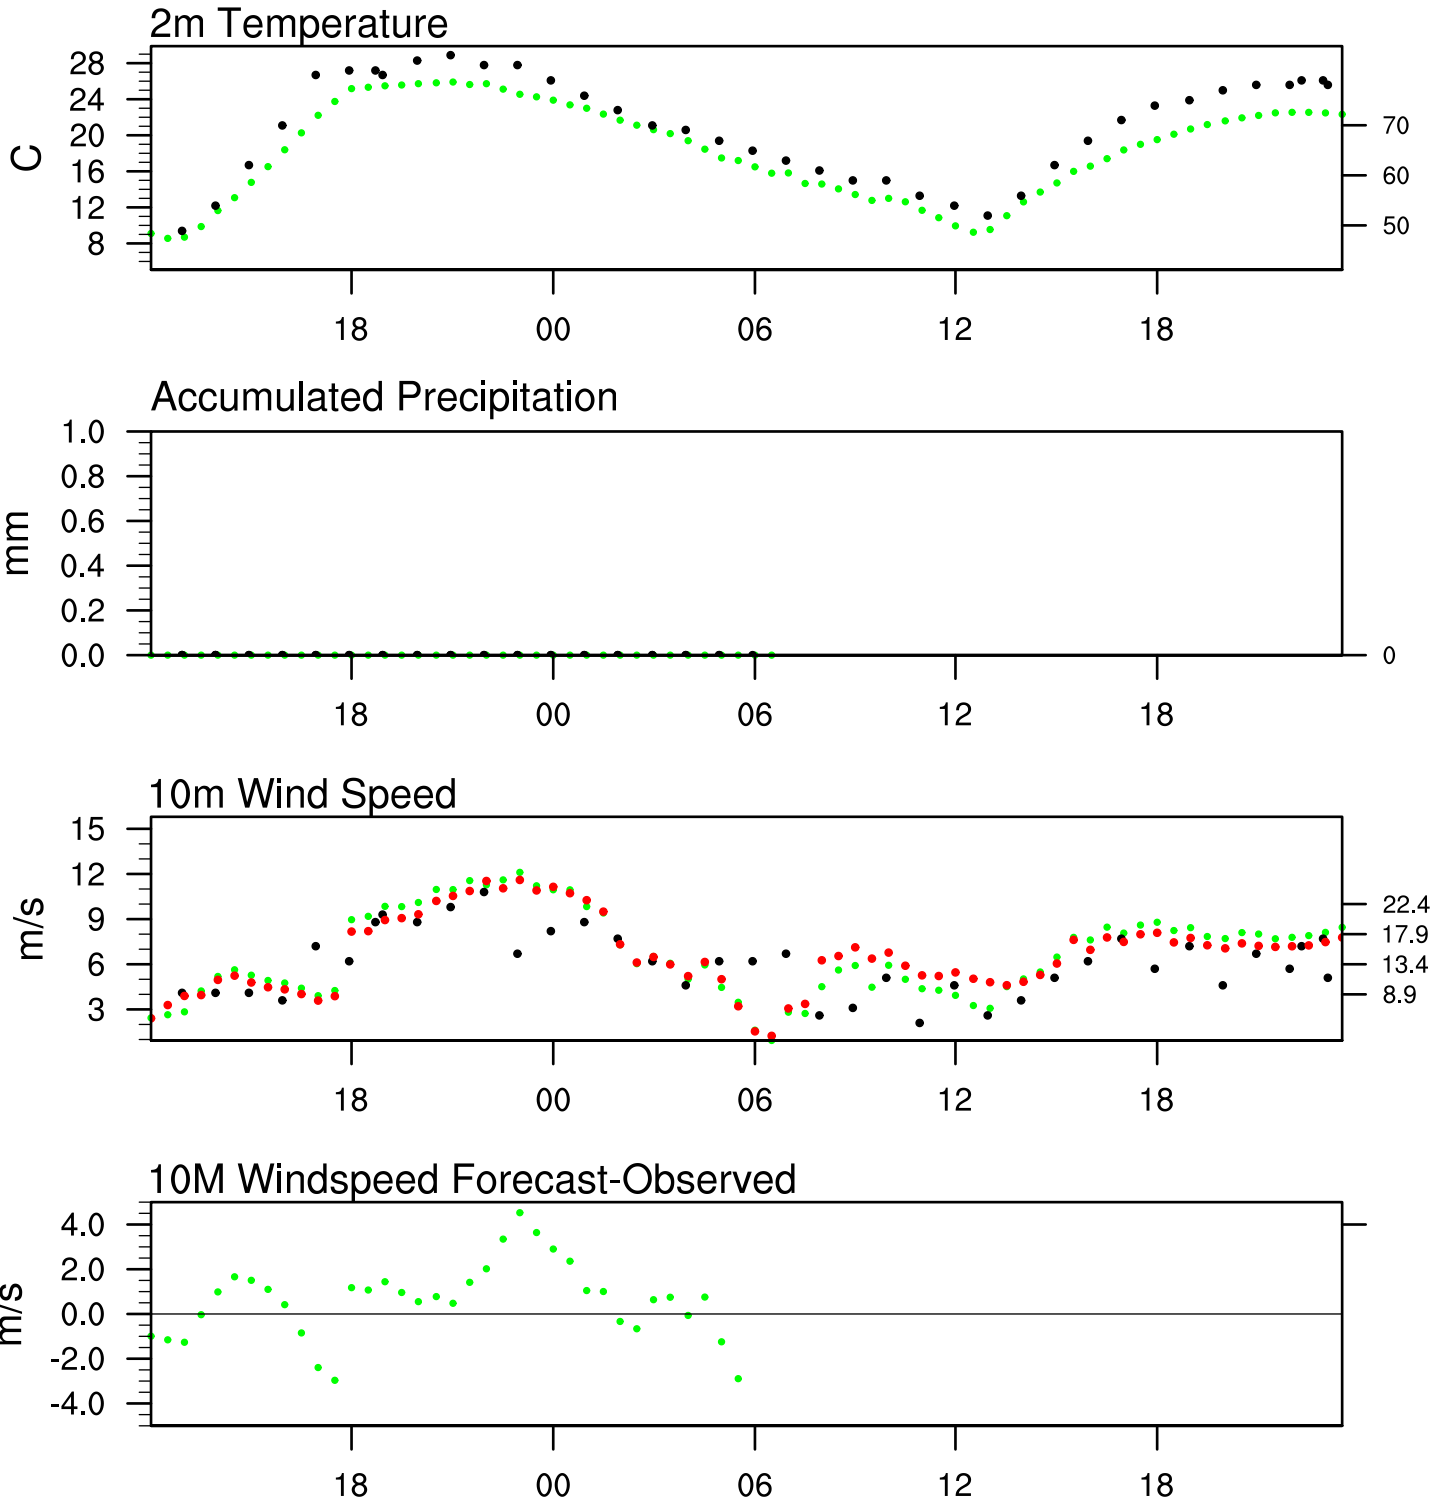 2m Temperature
28
24
20
16
12
8
C
70
60
50
18 00 06 12 18
Accumulated Precipitation
1.0
0.8
0.6
0.4
0.2
0.0
mm
0
18 00 06 12 18
10m Wind Speed
15
12
9
6
3
m/s
22.4
17.9
13.4
8.9
18 00 06 12 18
10M Windspeed Forecast-Observed
4.0
2.0
0.0
-2.0
-4.0
m/s
18 00 06 12 18